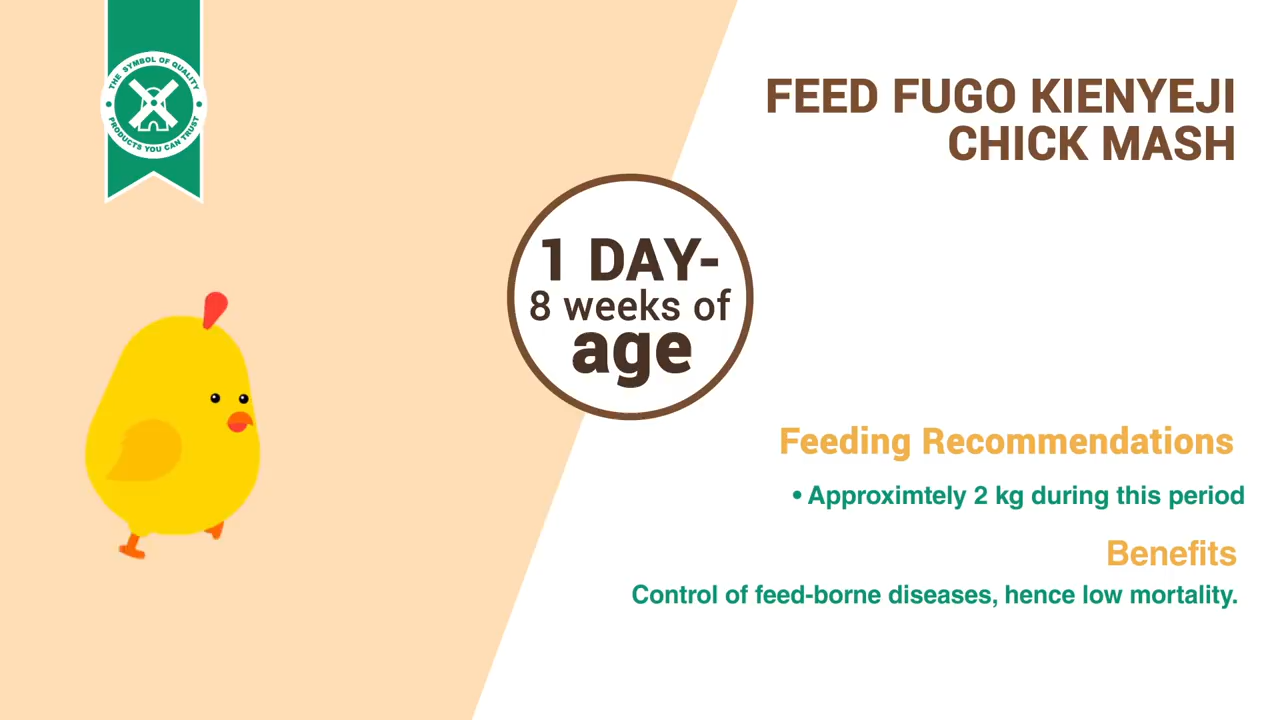 THE SYMBOL OF QUALITY
PRODUCTS YOU CAN TRUST
FEED FUGO KIENYEJI
CHICK MASH
1 DAY-
8 weeks of
age
Feeding Recommendations
• Approximtely 2 kg during this period
Benefits
Control of feed-borne diseases, hence low mortality.